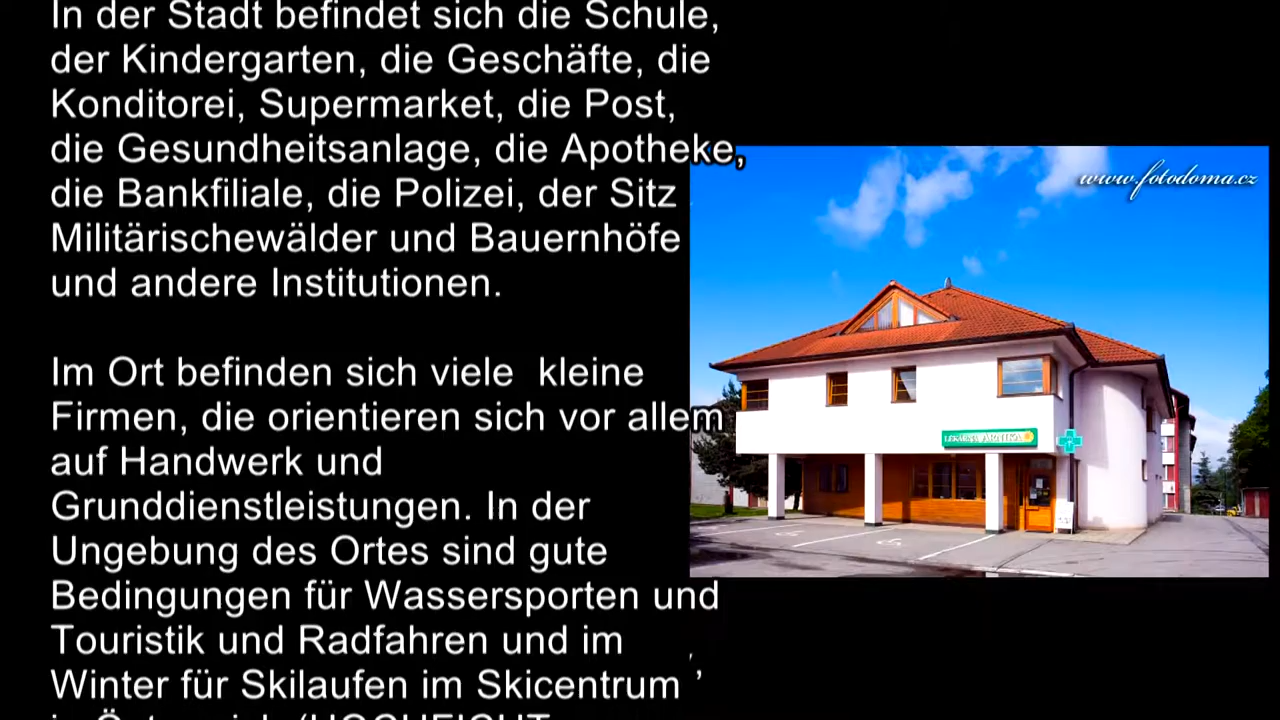 In der Stadt befindet sich die Schule,
der Kindergarten, die Geschäfte, die
Konditorei, Supermarket, die Post,
die Gesundheitsanlage, die Apotheke,
die Bankfiliale, die Polizei, der Sitz
Militärischewälder und Bauernhöfe
und andere Institutionen.
Im Ort befinden sich viele  kleine
Firmen, die orientieren sich vor allem
auf Handwerk und
Grunddienstleistungen. In der
Ungebung des Ortes sind gute
Bedingungen für Wassersporten und
Touristik und Radfahren und im
Winter für Skilaufen im Skicentrum
www.fotodoma.cz
LÉKÁRNA ARNIKA